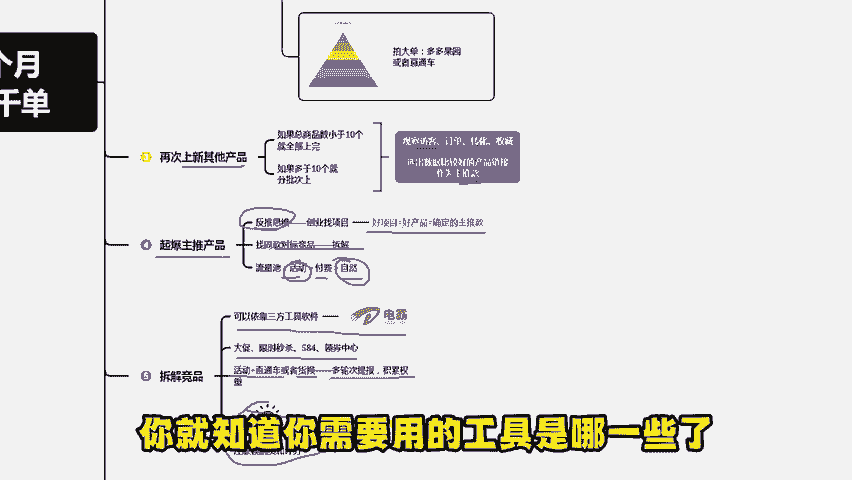 个月
千单
拍大单：多多果园
或者直通车
再次上新其他产品
如果总商品数小于10个
就全部上完
如果多于10个就
分批次上
观察访客、订单、转化、收藏
选出数据比较好的产品链接
作为主推款
4 起爆主推产品
反推思维——创业找项目——好项目=好产品=确定的主推款
找同款对标竞品——拆解
流量池 活动 付费 自然
5 拆解竞品
可以依靠三方工具软件——电霸
大促、限时秒杀、584、领券中心
活动+直通车或者货损-----多轮次提报，积累权
重
你就知道你需要用的工具是哪一些了